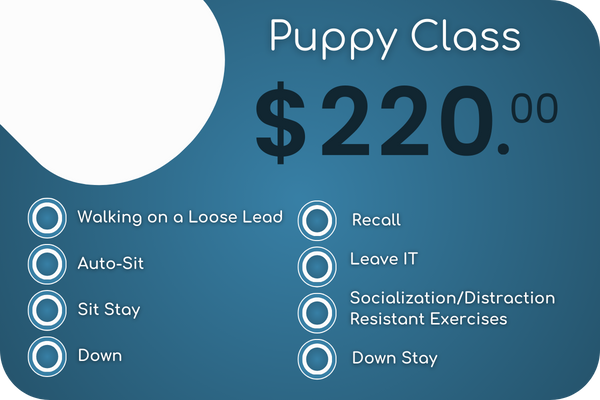 Puppy Class
$220.00
Walking on a Loose Lead
Auto-Sit
Sit Stay
Down
Recall
Leave IT
Socialization/Distraction
Resistant Exercises
Down Stay